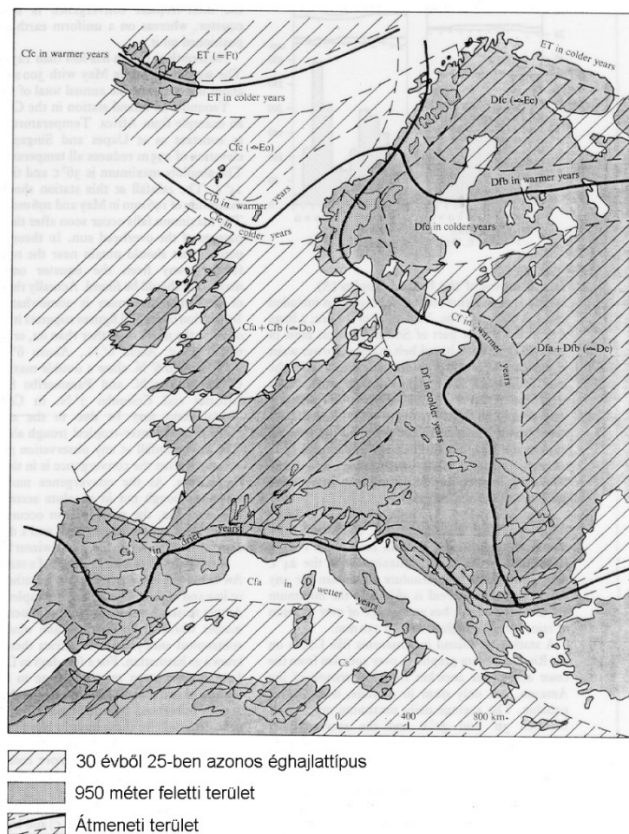 ET (=Ft)
Cfc in warmer years
ET in colder years
ET in colder years
Dfc (≏Ec)
Cfc (≏Eo)
Dfb in warmer years
Cfb in warmer years
Cfc in colder years
Dfc in colder years
Cfa + Cfb (≏Do)
Cf in warmer years
Dfa + Dfb (≏Dc)
Df in colder years
Cs in drier years
Cfa in wetter years
Cs
0 400 800 km
30 évből 25-ben azonos éghajlattípus
950 méter feletti terület
Átmeneti terület